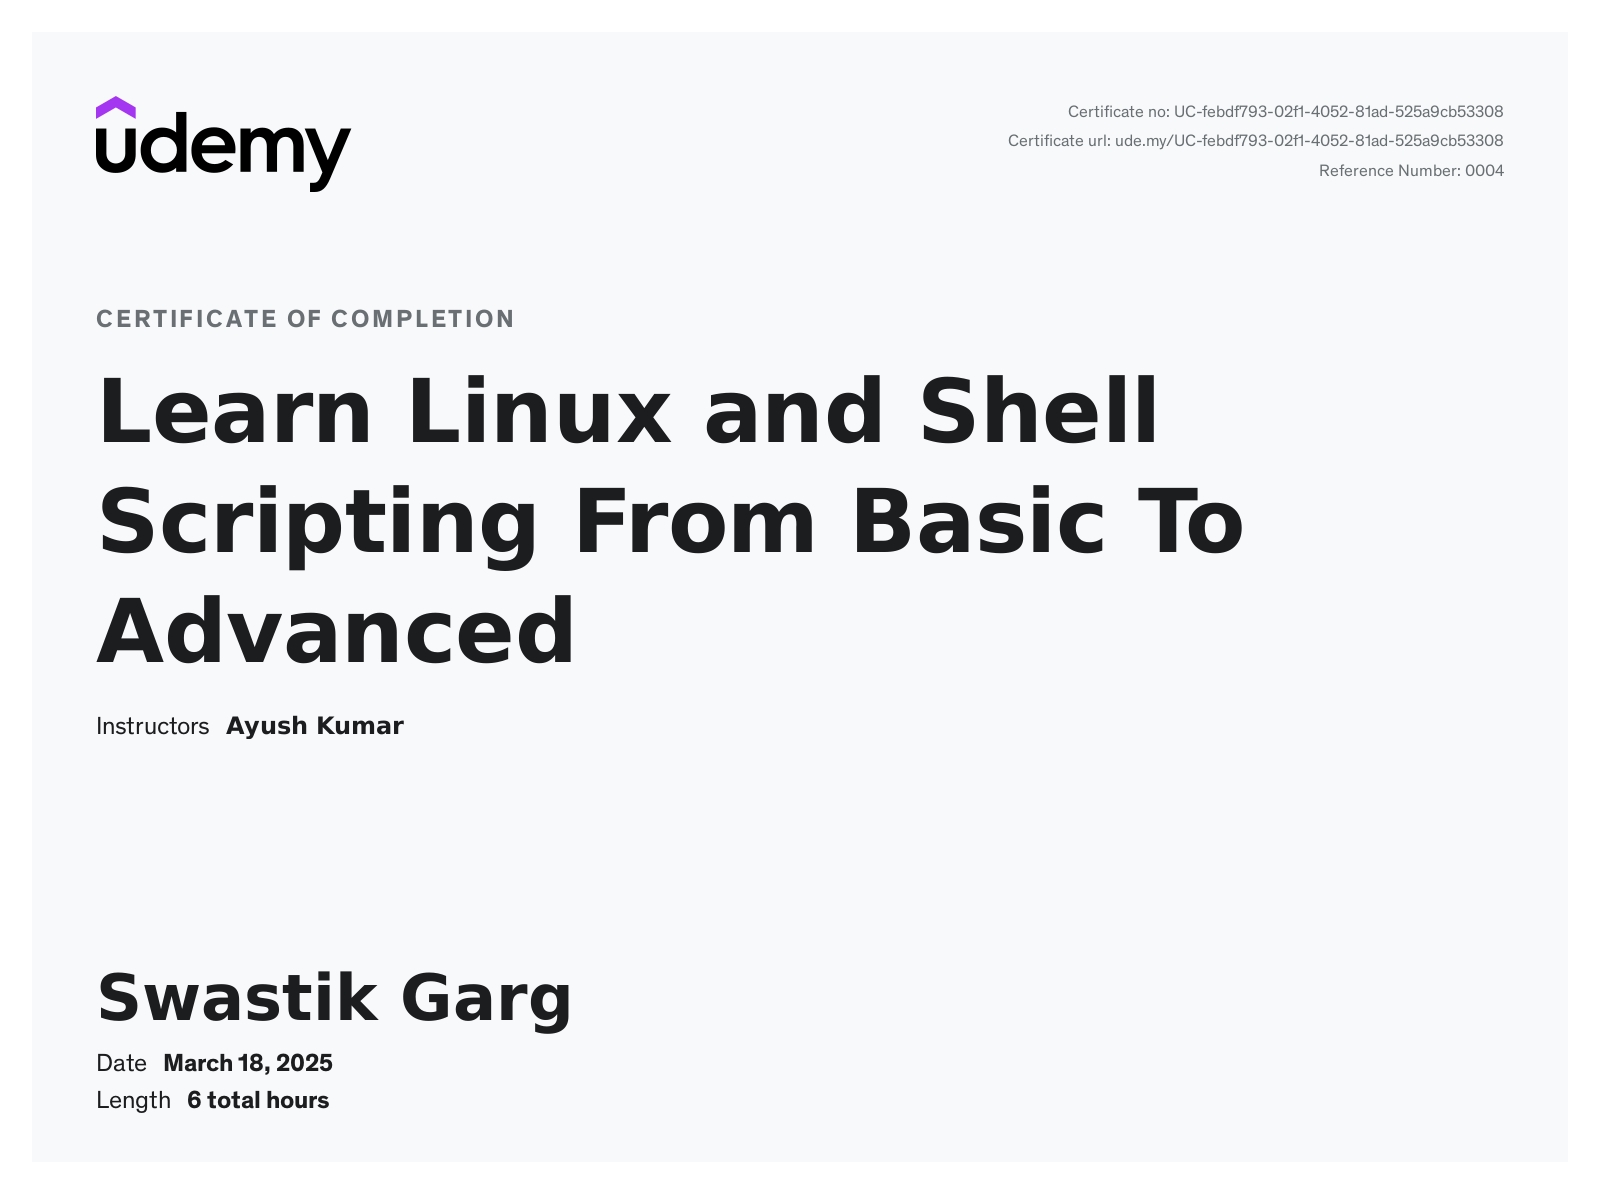 udemy
Certificate no: UC-febdf793-02f1-4052-81ad-525a9cb53308
Certificate url: ude.my/UC-febdf793-02f1-4052-81ad-525a9cb53308
Reference Number: 0004
CERTIFICATE OF COMPLETION
Learn Linux and Shell
Scripting From Basic To
Advanced
Instructors Ayush Kumar
Swastik Garg
Date March 18, 2025
Length 6 total hours